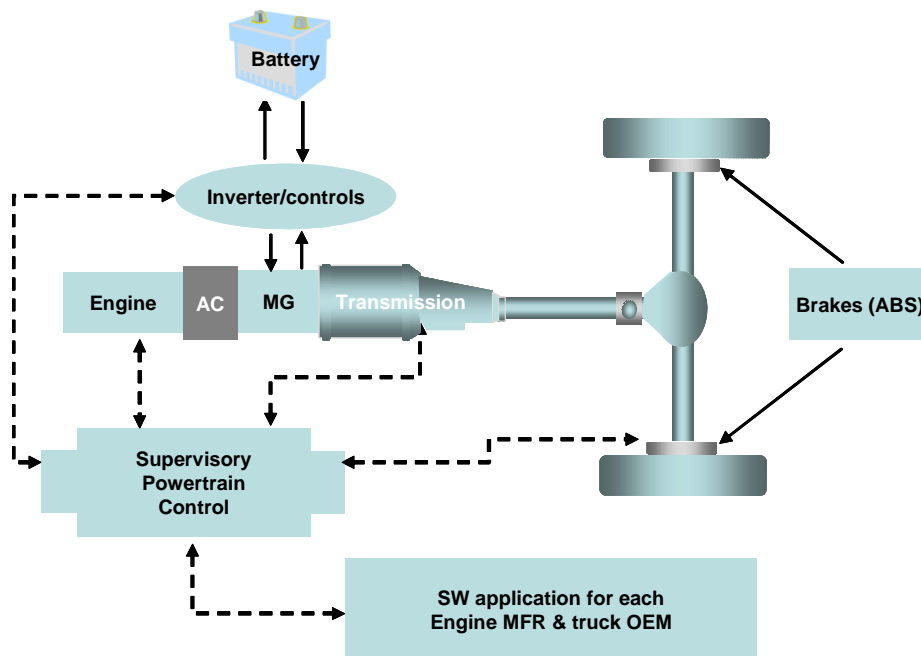 Battery
Inverter/controls
Engine
AC
MG
Transmission
Brakes (ABS)
Supervisory
Powertrain
Control
SW application for each
Engine MFR & truck OEM